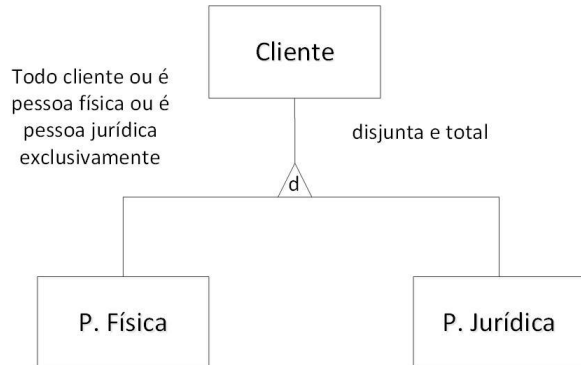 Cliente
Todo cliente ou é
pessoa física ou é
pessoa jurídica
exclusivamente
disjunta e total
d
P. Física
P. Jurídica